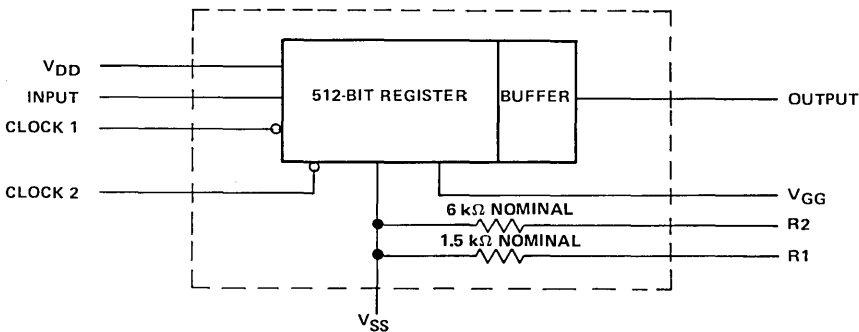 V_DD
INPUT
CLOCK 1
CLOCK 2
512-BIT REGISTER
BUFFER
OUTPUT
V_GG
6 kΩ NOMINAL
R2
1.5 kΩ NOMINAL
R1
V_SS